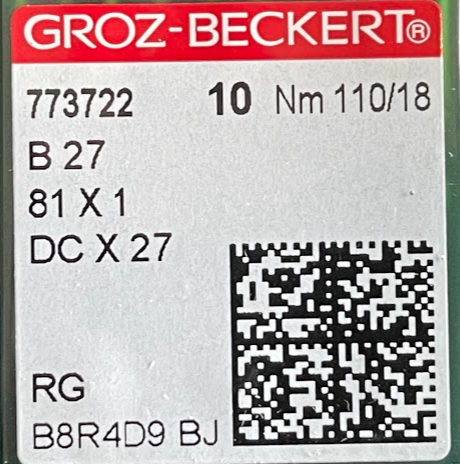 GROZ-BECKERT®
773722 10 Nm 110/18
B 27
81 X 1
DC X 27
RG
B8R4D9 BJ